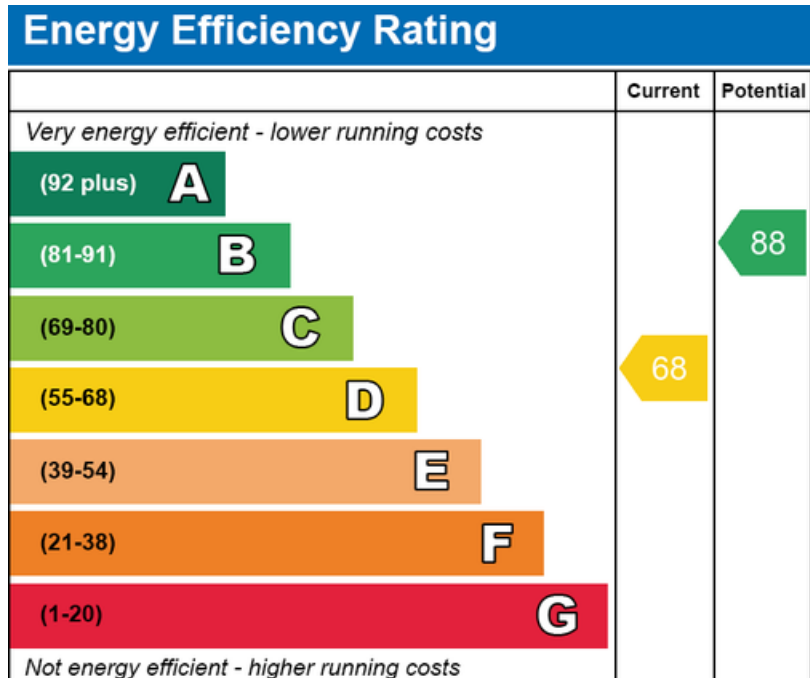 Energy Efficiency Rating
Current Potential
Very energy efficient - lower running costs
(92 plus) A
(81-91) B
88
(69-80) C
(55-68) D
68
(39-54) E
(21-38) F
(1-20) G
Not energy efficient - higher running costs